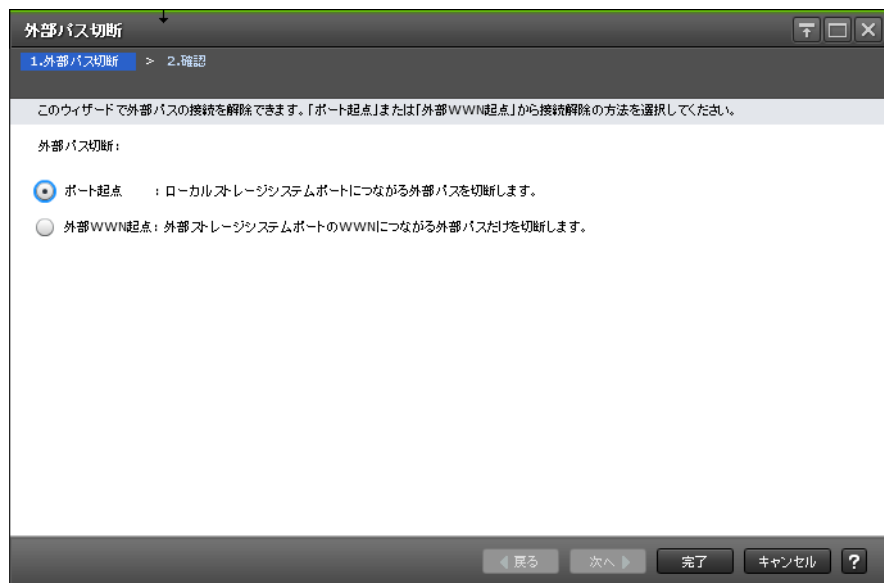 外部パス切断
1.外部パス切断 > 2.確認
このウィザードで外部パスの接続を解除できます。「ポート起点」または「外部WWN起点」から接続解除の方法を選択してください。
外部パス切断:
ポート起点 :ローカルストレージシステムポートにつながる外部パスを切断します。
外部WWN起点:外部ストレージシステムポートのWWNにつながる外部パスだけを切断します。
戻る 次へ 完了 キャンセル ?